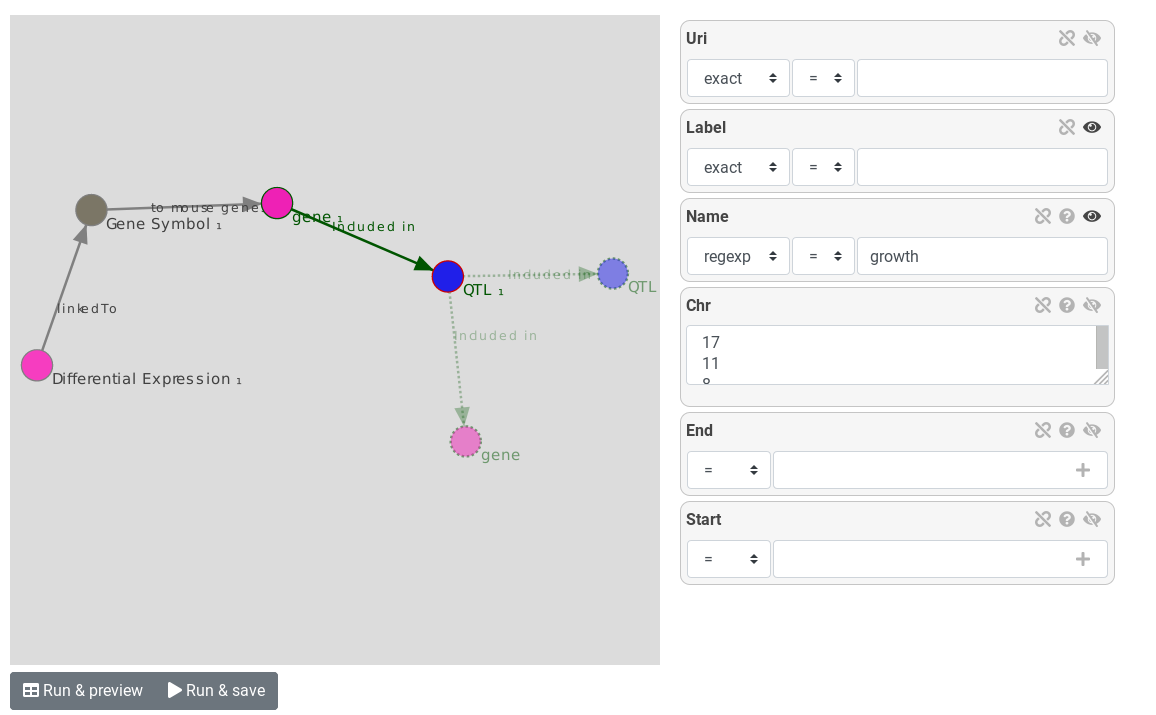 to mouse gene
Gene Symbol ₁
gene ₁
Included in
Included in
QTL
QTL ₁
linkedTo
Included in
Differential Expression ₁
gene
Run & preview
Run & save
Uri
exact
=
Label
exact
=
Name
regexp
=
growth
Chr
17
11
8
End
=
Start
=